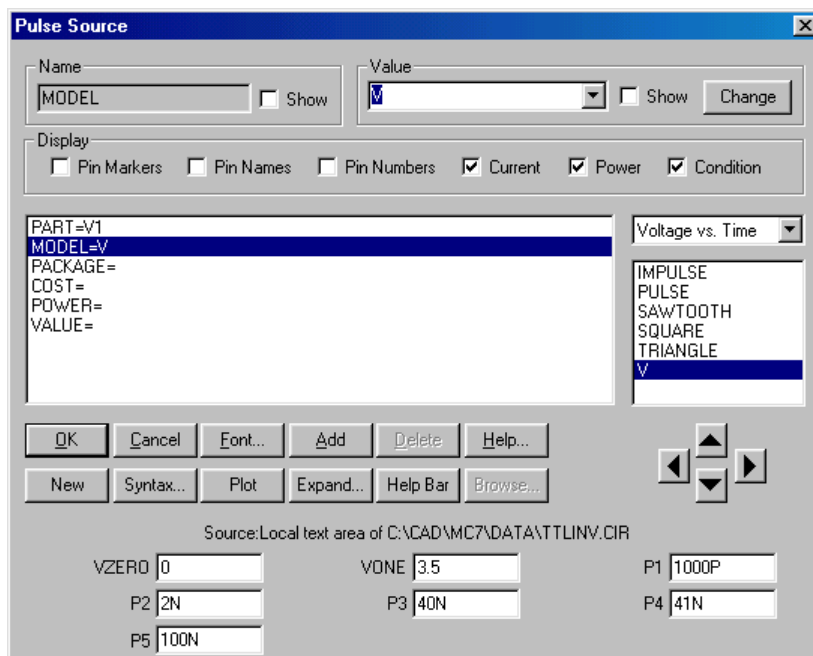 Pulse Source
Name
Value
MODEL
Show
V
Show
Change
Display
Pin Markers
Pin Names
Pin Numbers
Current
Power
Condition
PART=V1
MODEL=V
PACKAGE=
COST=
POWER=
VALUE=
Voltage vs. Time
IMPULSE
PULSE
SAWTOOTH
SQUARE
TRIANGLE
V
OK
Cancel
Font...
Add
Delete
Help...
New
Syntax...
Plot
Expand...
Help Bar
Browse...
Source:Local text area of C:\CAD\MC7\DATA\TTLINV.CIR
VZERO 0
VONE 3.5
P1 1000P
P2 2N
P3 40N
P4 41N
P5 100N